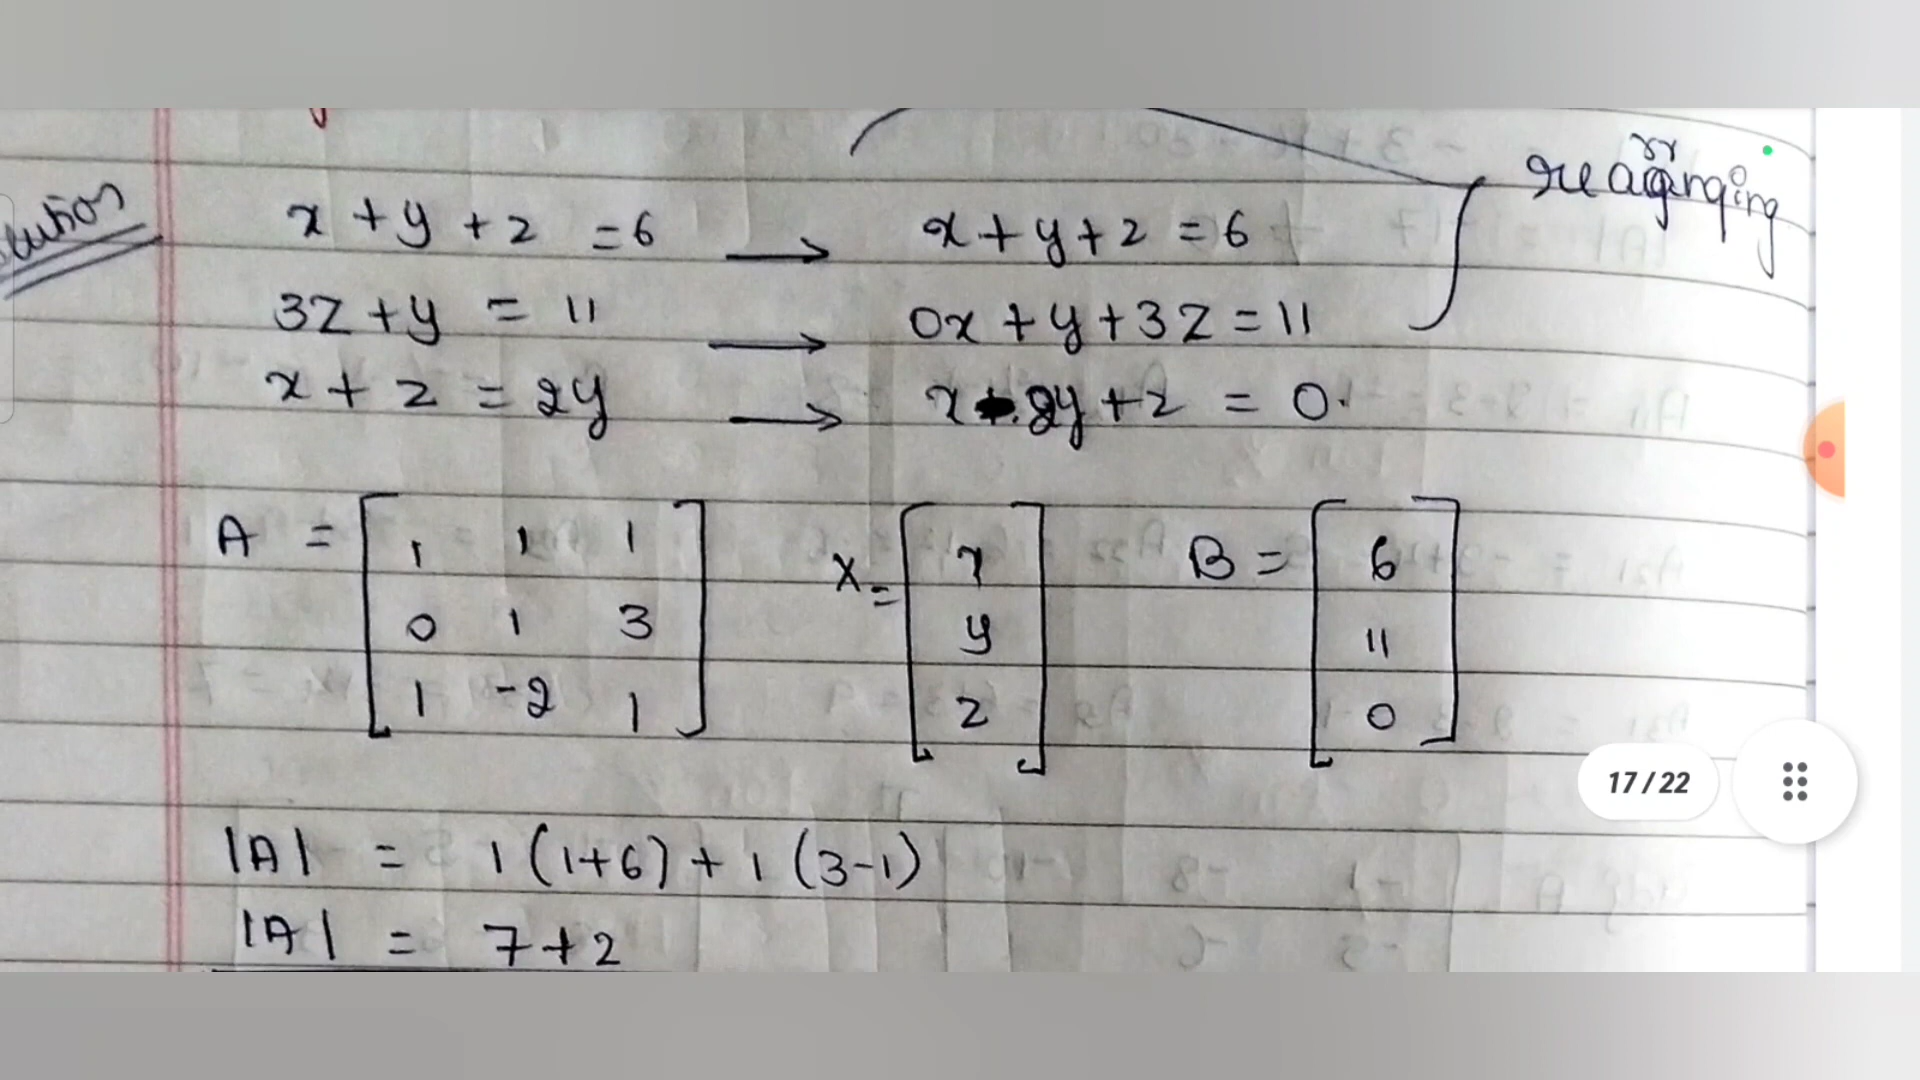 rearranging
x + y + z = 6 → x + y + z = 6
3z + y = 11 → 0x + y + 3z = 11
x + z = 2y → x - 2y + z = 0.
A = [ 1 1 1
0 1 3
1 -2 1 ]
X = [ x
y
z ]
B = [ 6
11
0 ]
17/22
|A| = 1(1+6) + 1(3-1)
|A| = 7+2